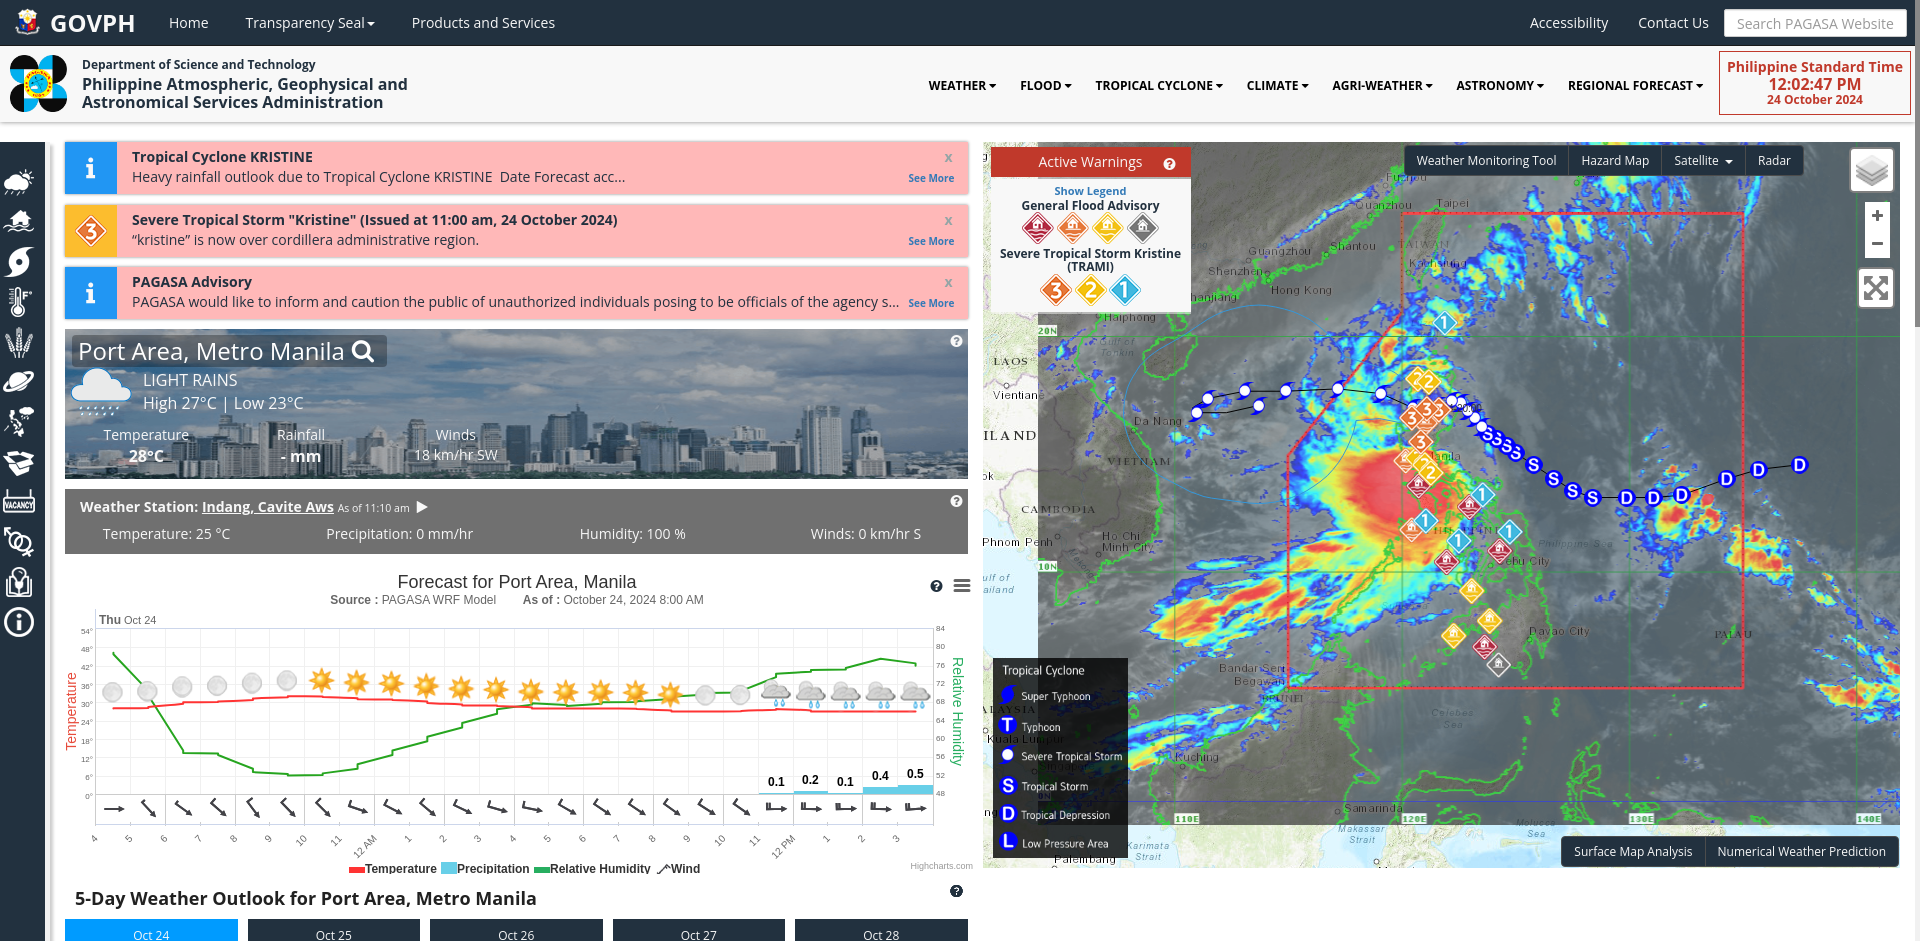 GOVPH
Home
Transparency Seal
Products and Services
Accessibility
Contact Us
Search PAGASA Website
Department of Science and Technology
Philippine Atmospheric, Geophysical and
Astronomical Services Administration
WEATHER
FLOOD
TROPICAL CYCLONE
CLIMATE
AGRI-WEATHER
ASTRONOMY
REGIONAL FORECAST
Philippine Standard Time
12:02:47 PM
24 October 2024
Tropical Cyclone KRISTINE
x
Heavy rainfall outlook due to Tropical Cyclone KRISTINE  Date Forecast acc...
See More
3
Severe Tropical Storm "Kristine" (Issued at 11:00 am, 24 October 2024)
x
“kristine” is now over cordillera administrative region.
See More
PAGASA Advisory
x
PAGASA would like to inform and caution the public of unauthorized individuals posing to be officials of the agency s...
See More
Port Area, Metro Manila
LIGHT RAINS
High 27°C | Low 23°C
Temperature
Rainfall
Winds
28°C
- mm
18 km/hr SW
Weather Station: Indang, Cavite Aws As of 11:10 am
Temperature: 25 °C
Precipitation: 0 mm/hr
Humidity: 100 %
Winds: 0 km/hr S
VACANCY
Forecast for Port Area, Manila
Source : PAGASA WRF Model
As of : October 24, 2024 8:00 AM
Thu Oct 24
54°
48°
42°
36°
30°
24°
18°
12°
6°
0°
Temperature
84
80
76
72
68
64
60
56
52
48
Relative Humidity
0.1
0.2
0.1
0.4
0.5
4
5
6
7
8
9
10
11
12 AM
1
2
3
4
5
6
7
8
9
10
11
12 PM
1
2
3
Temperature
Precipitation
Relative Humidity
Wind
Highcharts.com
5-Day Weather Outlook for Port Area, Metro Manila
Oct 24
Oct 25
Oct 26
Oct 27
Oct 28
Active Warnings
Show Legend
General Flood Advisory
Severe Tropical Storm Kristine
(TRAMI)
3
2
1
Weather Monitoring Tool
Hazard Map
Satellite
Radar
+
−
Taipei
Quanzhou
Guangzhou
Shantou
Shenzhen
Hong Kong
Haiphong
20N
Gulf of
Tonkin
LAOS
Vientian
Da Nang
VIETNAM
CAMBODIA
Phnom Penh
Ho Chi
Minh City
10N
Davao City
PALAU
Bandar Seri
Begawan
BRUNEI
Celebes
Sea
Kuching
Samarinda
110E
120E
130E
140E
Makassar
Strait
Karimata
Strait
Palembang
Tropical Cyclone
Super Typhoon
T Typhoon
Severe Tropical Storm
S Tropical Storm
D Tropical Depression
L Low Pressure Area
Surface Map Analysis
Numerical Weather Prediction